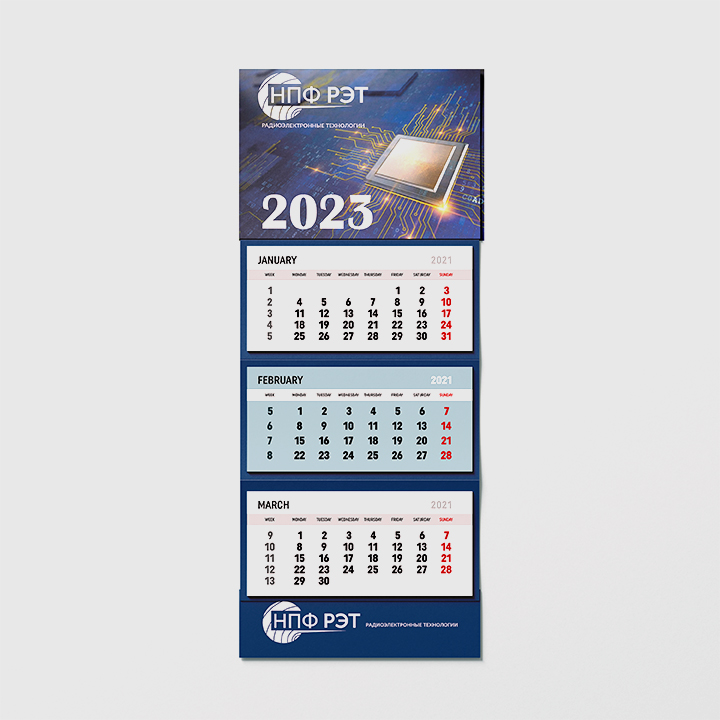 НПФ РЭТ
РАДИОЭЛЕКТРОННЫЕ ТЕХНОЛОГИИ
2023
JANUARY 2021
WEEK MONDAY TUESDAY WEDNESDAY THURSDAY FRIDAY SATURDAY SUNDAY
1 1 2 3
2 4 5 6 7 8 9 10
3 11 12 13 14 15 16 17
4 18 19 20 21 22 23 24
5 25 26 27 28 29 30 31
FEBRUARY 2021
WEEK MONDAY TUESDAY WEDNESDAY THURSDAY FRIDAY SATURDAY SUNDAY
5 1 2 3 4 5 6 7
6 8 9 10 11 12 13 14
7 15 16 17 18 19 20 21
8 22 23 24 25 26 27 28
MARCH 2021
WEEK MONDAY TUESDAY WEDNESDAY THURSDAY FRIDAY SATURDAY SUNDAY
9 1 2 3 4 5 6 7
10 8 9 10 11 12 13 14
11 15 16 17 18 19 20 21
12 22 23 24 25 26 27 28
13 29 30
НПФ РЭТ РАДИОЭЛЕКТРОННЫЕ ТЕХНОЛОГИИ